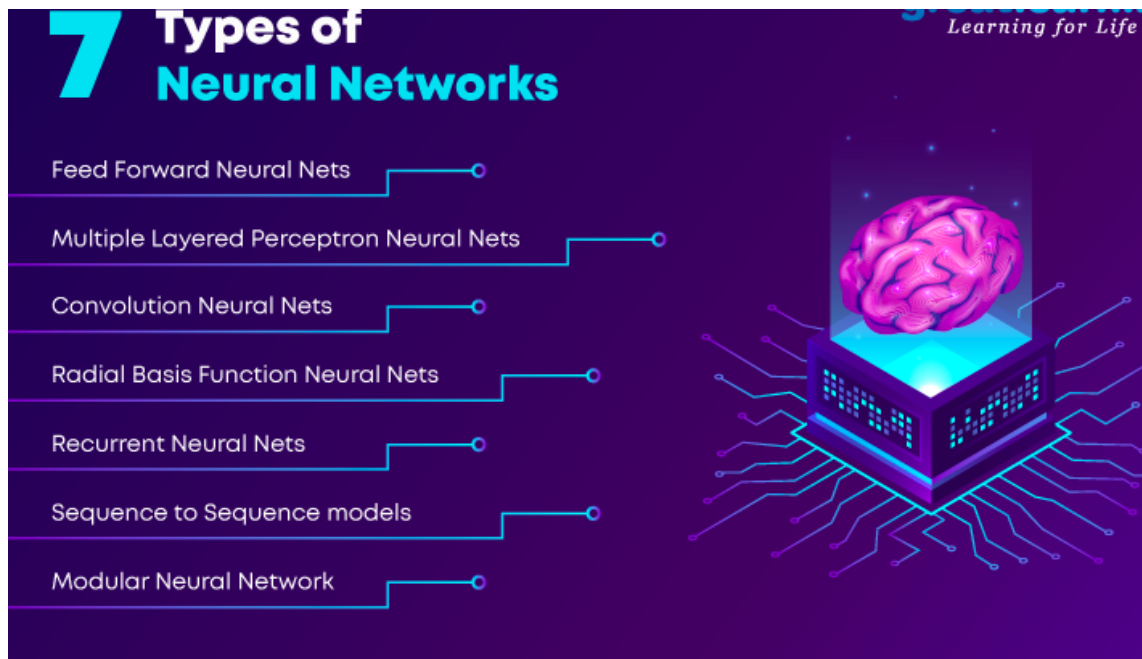 7 Types of
Neural Networks
Learning for Life
Feed Forward Neural Nets
Multiple Layered Perceptron Neural Nets
Convolution Neural Nets
Radial Basis Function Neural Nets
Recurrent Neural Nets
Sequence to Sequence models
Modular Neural Network